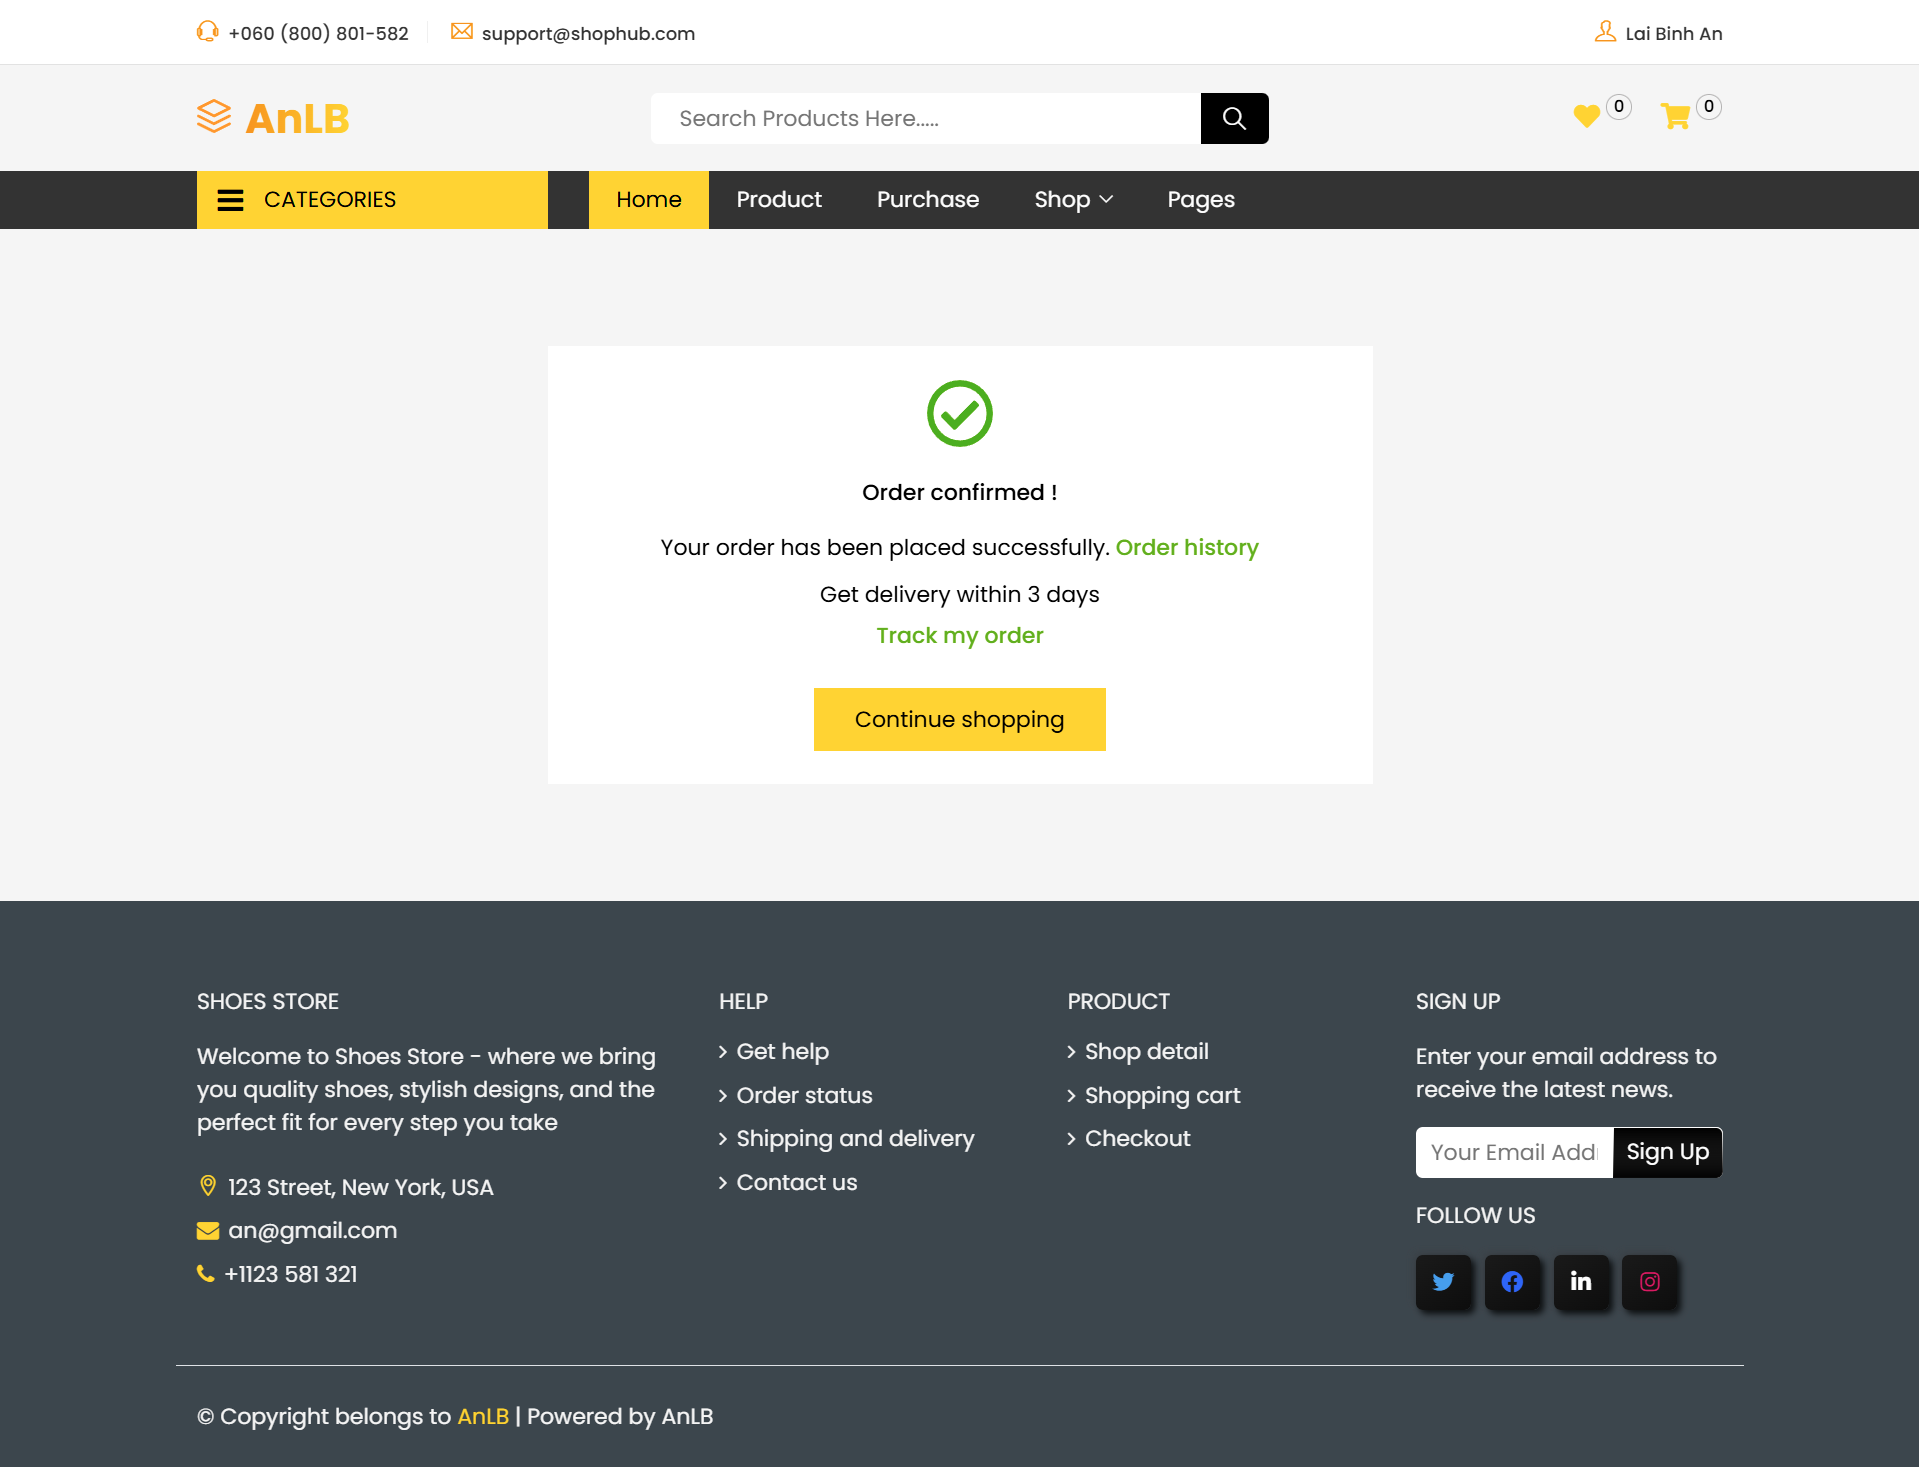 +060 (800) 801-582
support@shophub.com
Lai Binh An
AnLB
Search Products Here.....
0
0
CATEGORIES
Home
Product
Purchase
Shop
Pages
Order confirmed !
Your order has been placed successfully. Order history
Get delivery within 3 days
Track my order
Continue shopping
SHOES STORE
Welcome to Shoes Store - where we bring
you quality shoes, stylish designs, and the
perfect fit for every step you take
123 Street, New York, USA
an@gmail.com
+1123 581 321
HELP
Get help
Order status
Shipping and delivery
Contact us
PRODUCT
Shop detail
Shopping cart
Checkout
SIGN UP
Enter your email address to
receive the latest news.
Your Email Add
Sign Up
FOLLOW US
© Copyright belongs to AnLB | Powered by AnLB